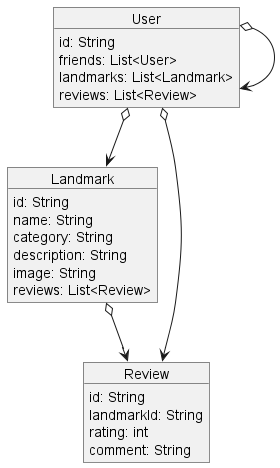 User
id: String
friends: List<User>
landmarks: List<Landmark>
reviews: List<Review>
Landmark
id: String
name: String
category: String
description: String
image: String
reviews: List<Review>
Review
id: String
landmarkId: String
rating: int
comment: String